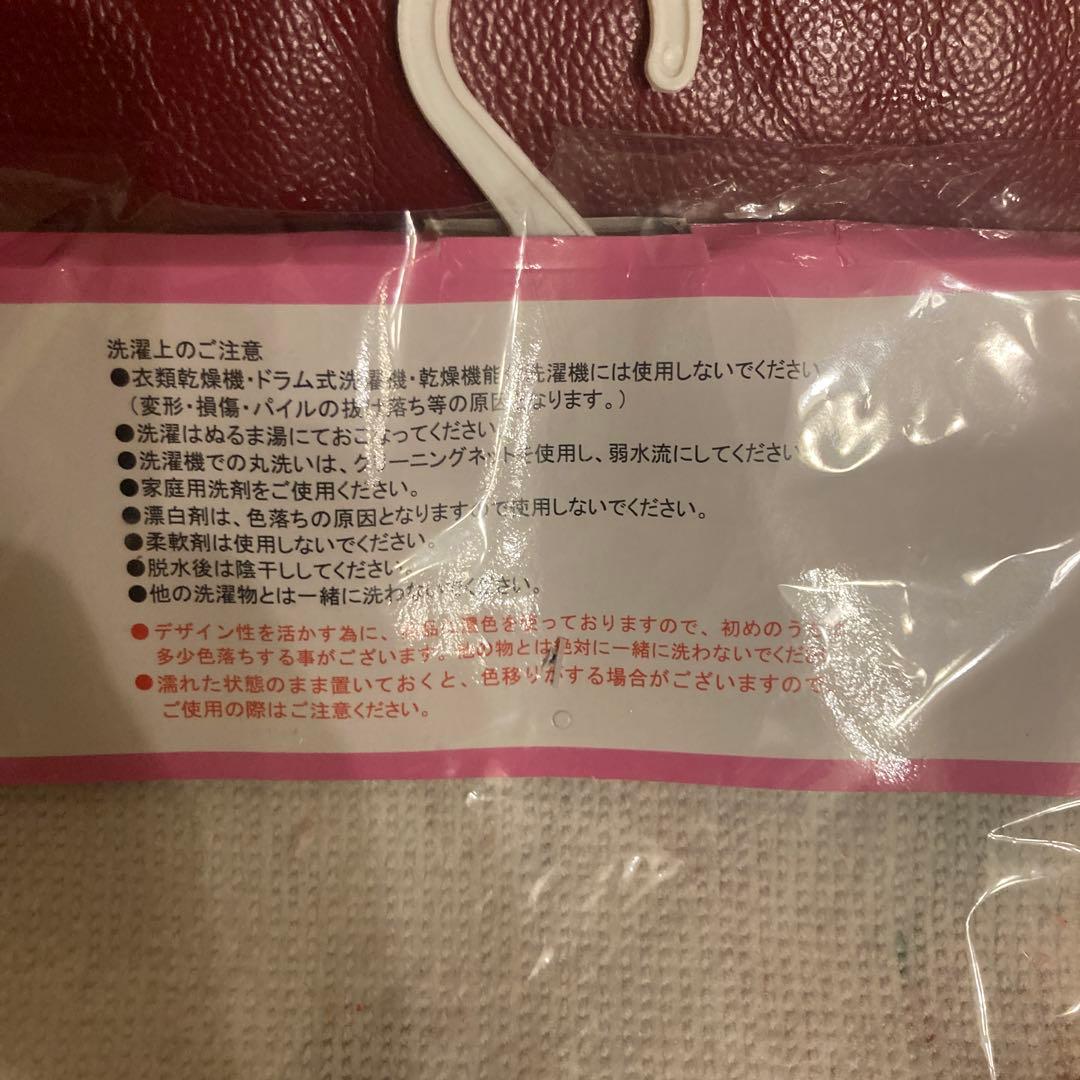 洗濯上のご注意
●衣類乾燥機・ドラム式洗濯機・乾燥機能 洗濯機には使用しないでください
（変形・損傷・パイルの抜け落ち等の原因となります。）
●洗濯はぬるま湯にておこなってください
●洗濯機での丸洗いは、クリーニングネットを使用し、弱水流にしてください
●家庭用洗剤をご使用ください。
●漂白剤は、色落ちの原因となりますので使用しないでください。
●柔軟剤は使用しないでください。
●脱水後は陰干ししてください。
●他の洗濯物とは一緒に洗わないでください。
●デザイン性を活かす為に、 濃色を使っておりますので、初めのうち
多少色落ちする事がございます。他の物とは絶対に一緒に洗わないでくださ
●濡れた状態のまま置いておくと、色移りがする場合がございますので
ご使用の際はご注意ください。